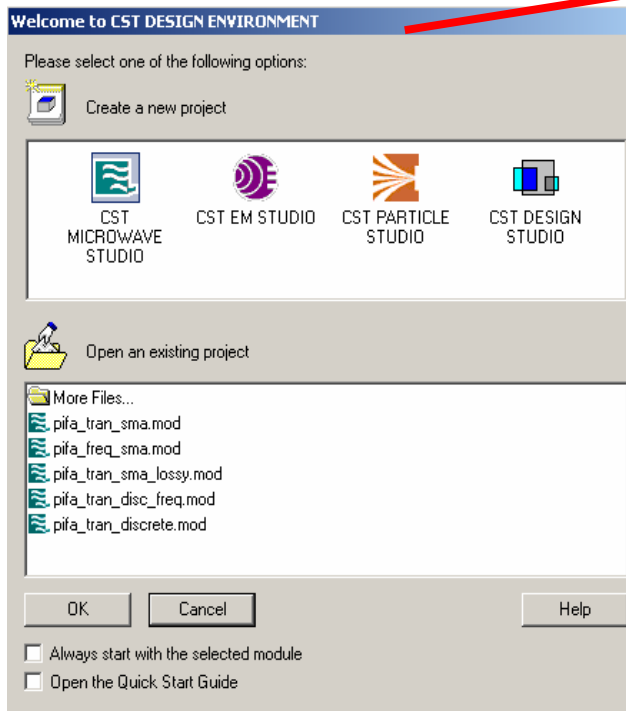 Welcome to CST DESIGN ENVIRONMENT
Please select one of the following options:
Create a new project
CST MICROWAVE STUDIO
CST EM STUDIO
CST PARTICLE STUDIO
CST DESIGN STUDIO
Open an existing project
More Files...
pifa_tran_sma.mod
pifa_freq_sma.mod
pifa_tran_sma_lossy.mod
pifa_tran_disc_freq.mod
pifa_tran_discrete.mod
OK
Cancel
Help
Always start with the selected module
Open the Quick Start Guide